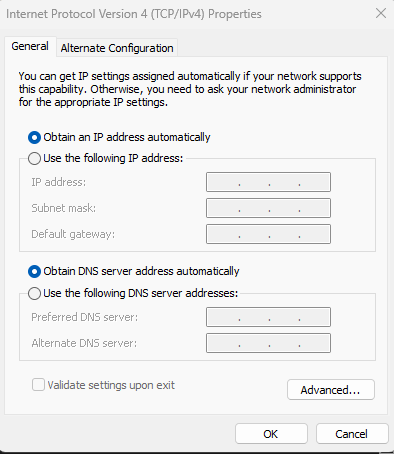 Internet Protocol Version 4 (TCP/IPv4) Properties
General
Alternate Configuration
You can get IP settings assigned automatically if your network supports
this capability. Otherwise, you need to ask your network administrator
for the appropriate IP settings.
Obtain an IP address automatically
Use the following IP address:
IP address:
Subnet mask:
Default gateway:
Obtain DNS server address automatically
Use the following DNS server addresses:
Preferred DNS server:
Alternate DNS server:
Validate settings upon exit
Advanced...
OK
Cancel